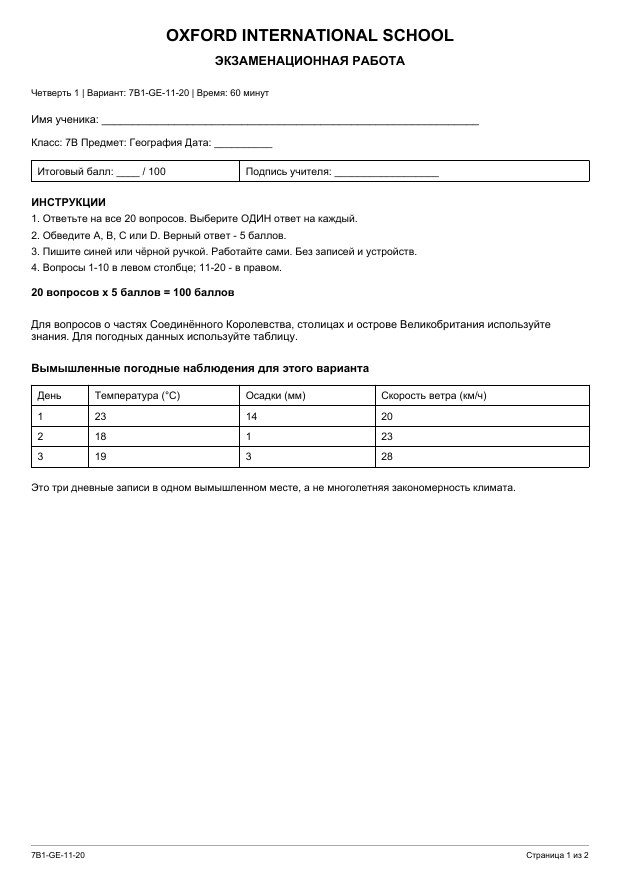 OXFORD INTERNATIONAL SCHOOL
ЭКЗАМЕНАЦИОННАЯ РАБОТА
Четверть 1 | Вариант: 7B1-GE-11-20 | Время: 60 минут
Имя ученика: ____________________________________________________________________
Класс: 7B Предмет: География Дата: __________
Итоговый балл: ____ / 100 Подпись учителя: ___________________
ИНСТРУКЦИИ
1. Ответьте на все 20 вопросов. Выберите ОДИН ответ на каждый.
2. Обведите A, B, C или D. Верный ответ - 5 баллов.
3. Пишите синей или чёрной ручкой. Работайте сами. Без записей и устройств.
4. Вопросы 1-10 в левом столбце; 11-20 - в правом.
20 вопросов x 5 баллов = 100 баллов
Для вопросов о частях Соединённого Королевства, столицах и острове Великобритания используйте
знания. Для погодных данных используйте таблицу.
Вымышленные погодные наблюдения для этого варианта
День Температура (°C) Осадки (мм) Скорость ветра (км/ч)
1 23 14 20
2 18 1 23
3 19 3 28
Это три дневные записи в одном вымышленном месте, а не многолетняя закономерность климата.
7B1-GE-11-20 Страница 1 из 2